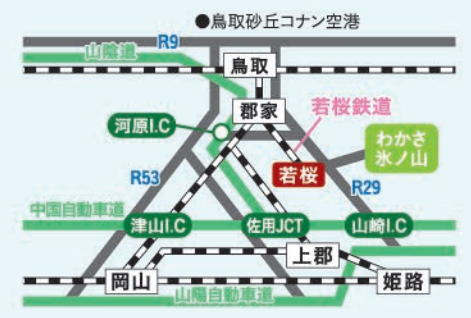 ●鳥取砂丘コナン空港
R9
山陰道
鳥取
郡家
若桜鉄道
河原I.C
わかさ
氷ノ山
若桜
R53
R29
中国自動車道
津山I.C
佐用JCT
山崎I.C
上郡
岡山
姫路
山陽自動車道